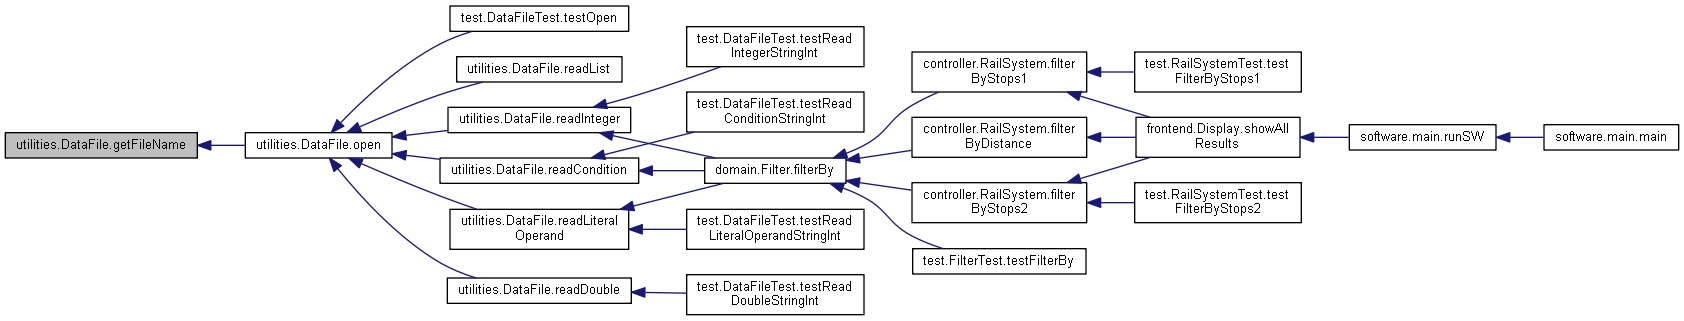 utilities.DataFile.getFileName
utilities.DataFile.open
test.DataFileTest.testOpen
utilities.DataFile.readList
utilities.DataFile.readInteger
utilities.DataFile.readCondition
utilities.DataFile.readLiteral
Operand
utilities.DataFile.readDouble
test.DataFileTest.testRead
IntegerStringInt
test.DataFileTest.testRead
ConditionStringInt
domain.Filter.filterBy
test.DataFileTest.testRead
LiteralOperandStringInt
test.DataFileTest.testRead
DoubleStringInt
controller.RailSystem.filter
ByStops1
controller.RailSystem.filter
ByDistance
controller.RailSystem.filter
ByStops2
test.FilterTest.testFilterBy
test.RailSystemTest.test
FilterByStops1
frontend.Display.showAll
Results
test.RailSystemTest.test
FilterByStops2
software.main.runSW
software.main.main